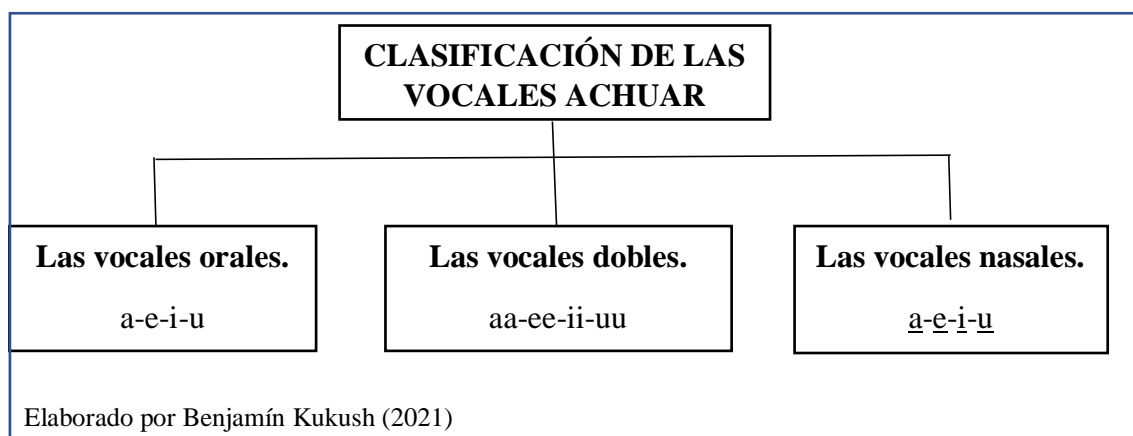 CLASIFICACIÓN DE LAS
VOCALES ACHUAR
Las vocales orales.
a-e-i-u
Las vocales dobles.
aa-ee-ii-uu
Las vocales nasales.
a̲-e̲-i̲-u̲
Elaborado por Benjamín Kukush (2021)